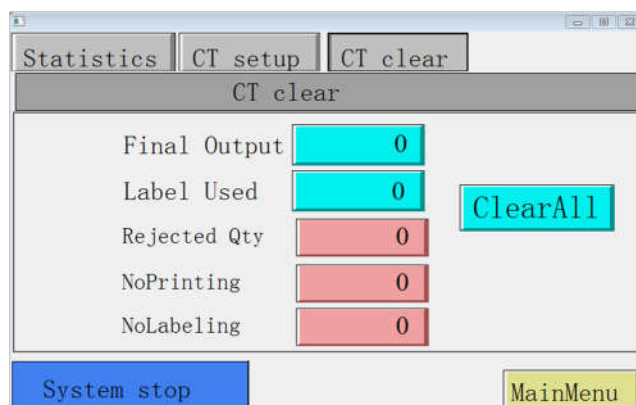 Statistics CT setup CT clear
CT clear
Final Output 0
Label Used 0
ClearAll
Rejected Qty 0
NoPrinting 0
NoLabeling 0
System stop MainMenu